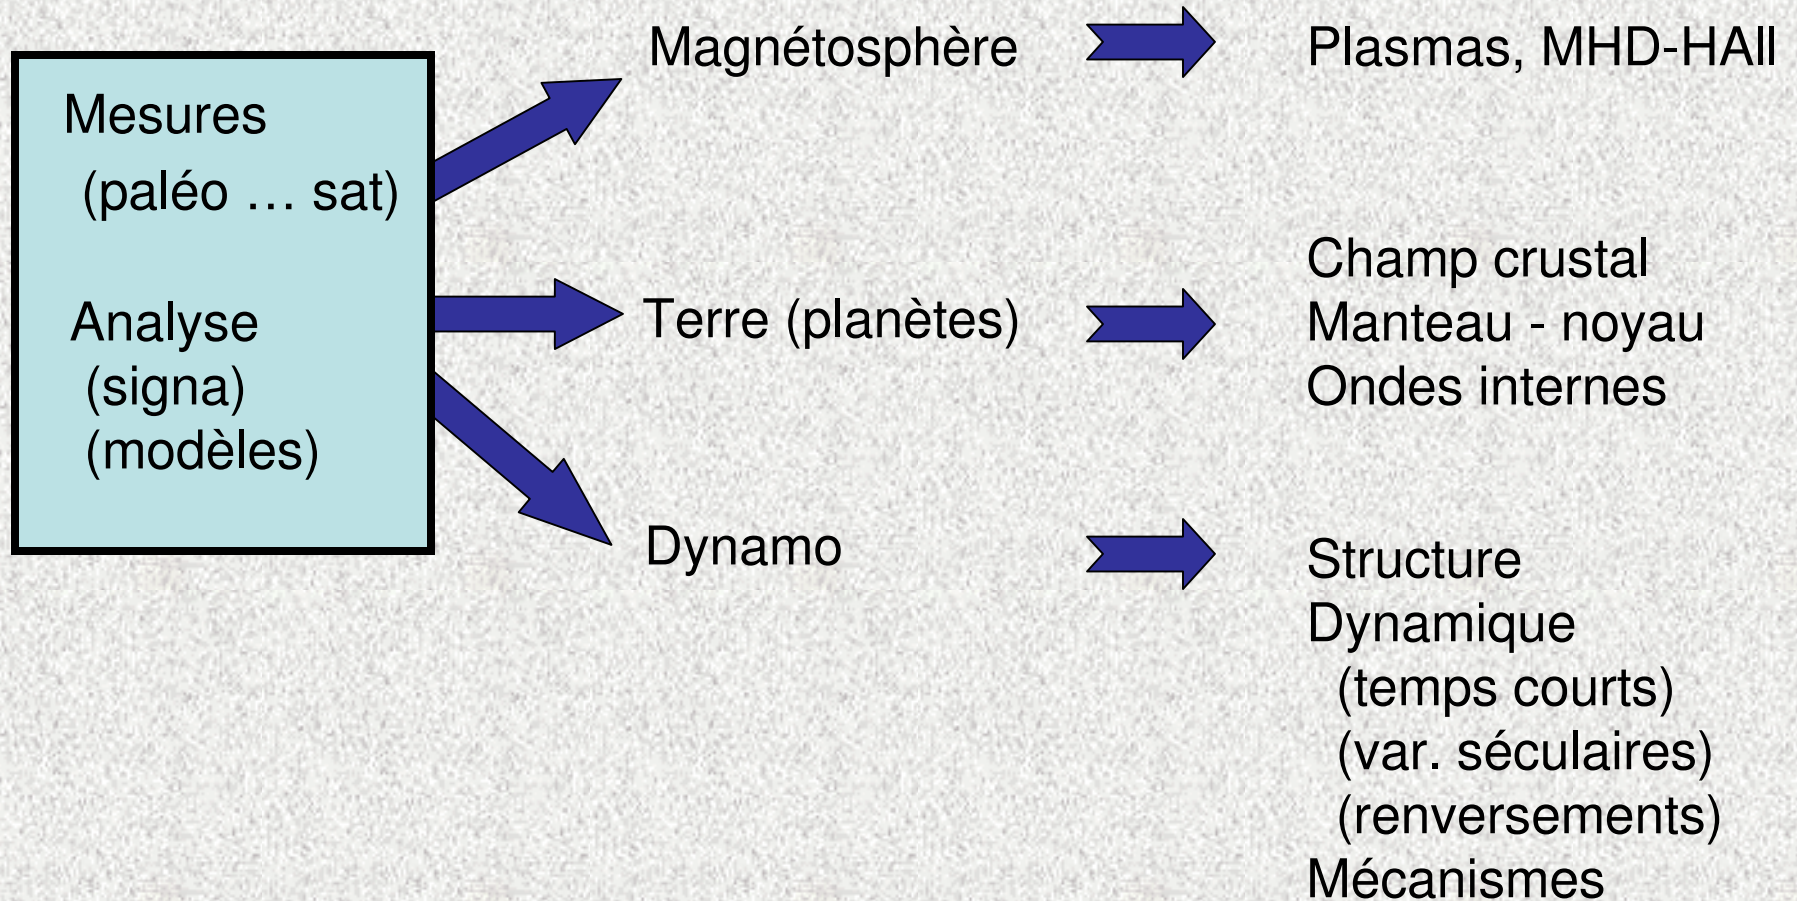 Mesures
(paléo … sat)
Analyse
(signa)
(modèles)
Magnétosphère
Plasmas, MHD-HAll
Terre (planètes)
Champ crustal
Manteau - noyau
Ondes internes
Dynamo
Structure
Dynamique
(temps courts)
(var. séculaires)
(renversements)
Mécanismes